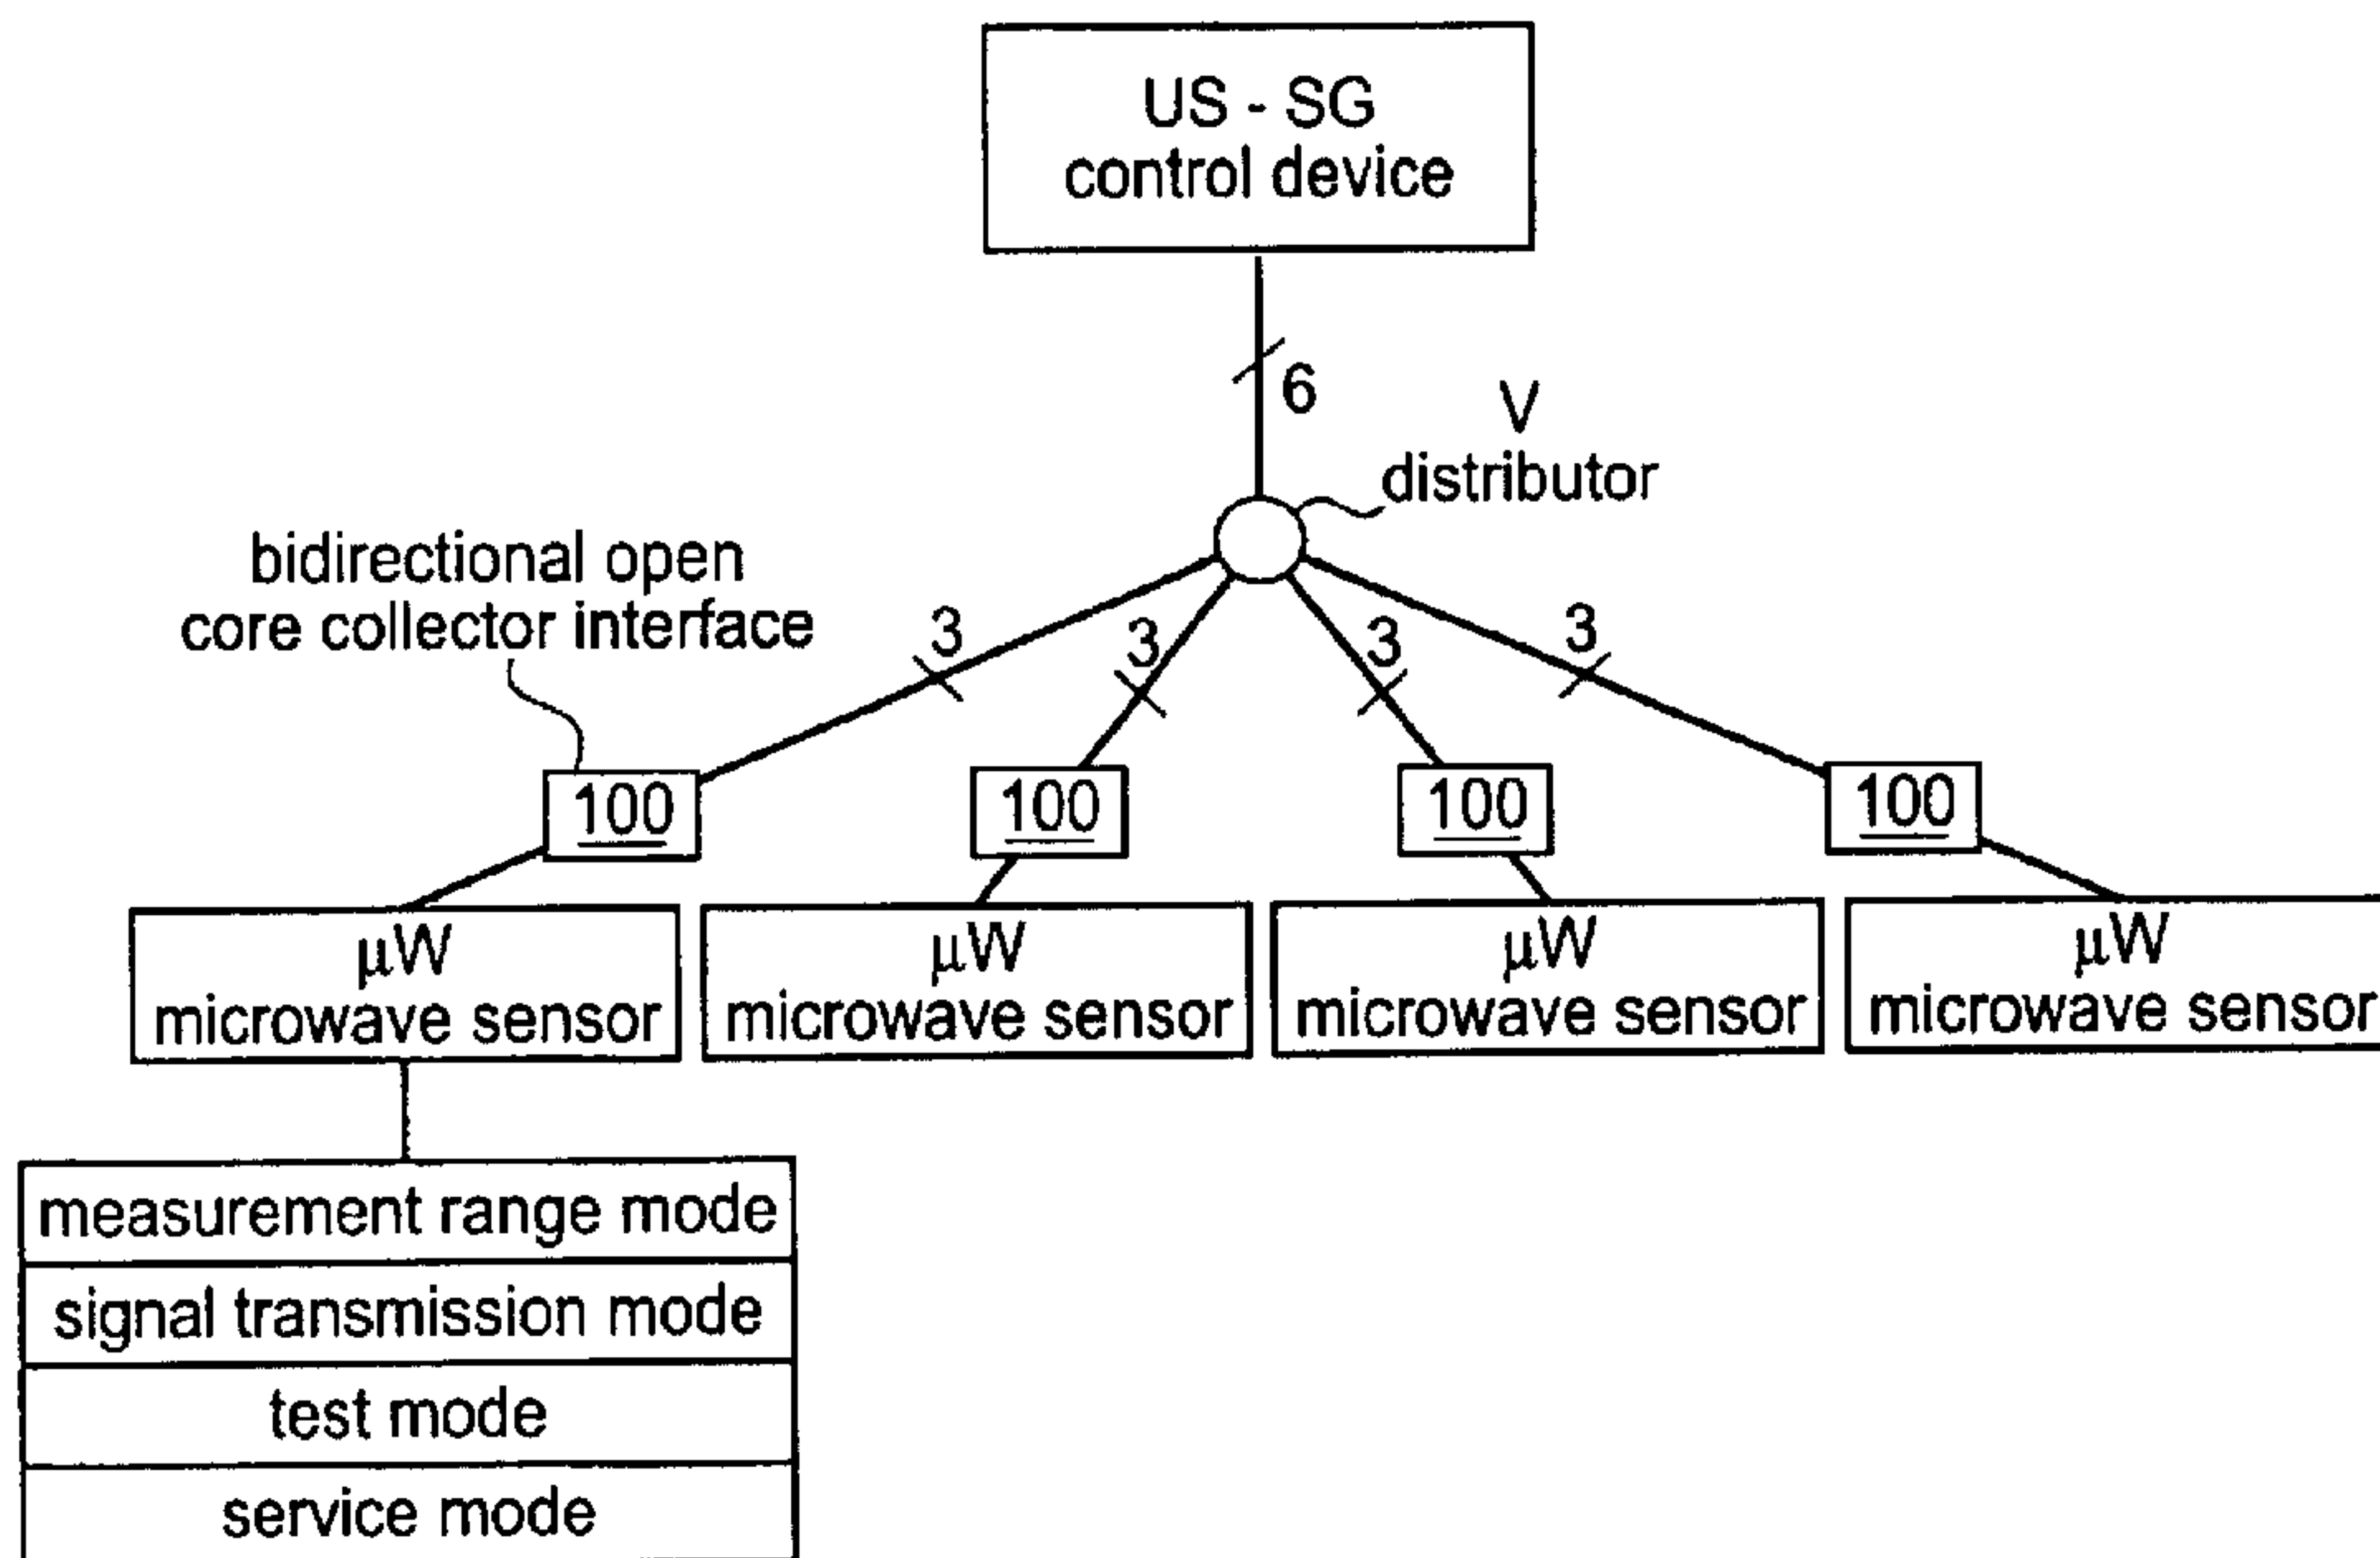 US - SG
control device
6
V
distributor
bidirectional open
core collector interface
3
3
3
3
100
100
100
100
µW
microwave sensor
µW
microwave sensor
µW
microwave sensor
µW
microwave sensor
measurement range mode
signal transmission mode
test mode
service mode